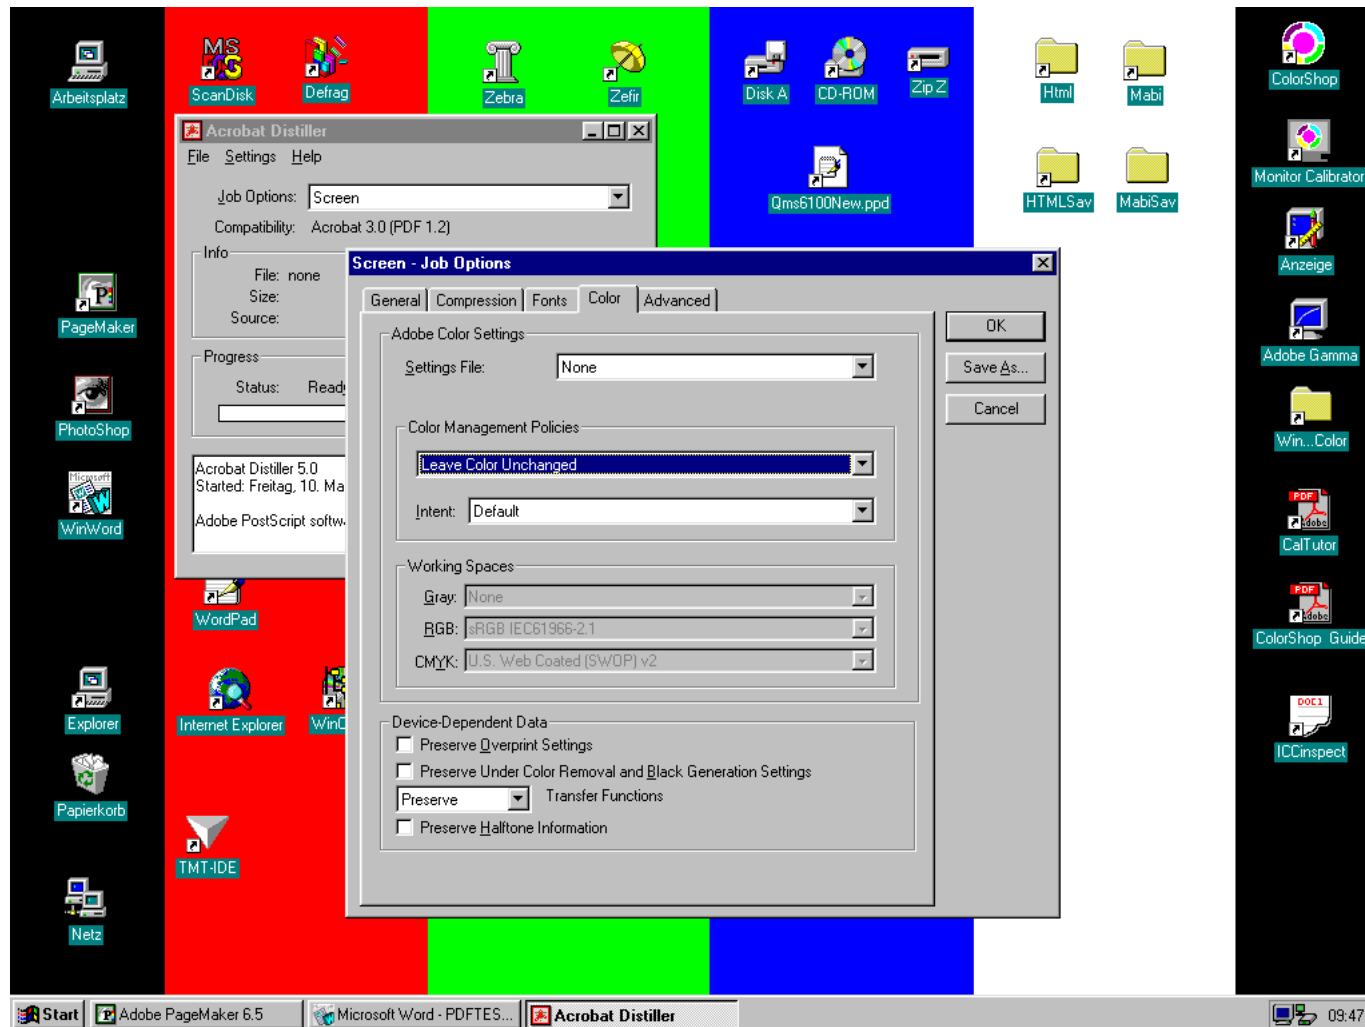 Arbeitsplatz
ScanDisk
Defrag
Zebra
Zefir
Disk A
CD-ROM
Zip Z
Html
Mabi
ColorShop
Qms6100New.ppd
HTMLSav
MabiSav
Monitor Calibrator
Anzeige
Adobe Gamma
Win...Color
PDF
Adobe
CalTutor
PDF
Adobe
ColorShop Guide
DOC1
ICCinspect
PageMaker
PhotoShop
Microsoft
WinWord
WordPad
Explorer
Internet Explorer
Papierkorb
TMT-IDE
Netz
Acrobat Distiller
File Settings Help
Job Options: Screen
Compatibility: Acrobat 3.0 (PDF 1.2)
Info
File: none
Size:
Source:
Progress
Status:
Acrobat Distiller 5.0
Started: Freitag, 10. Ma
Adobe PostScript softw
Screen - Job Options
General Compression Fonts Color Advanced
Adobe Color Settings
Settings File: None
Color Management Policies
Leave Color Unchanged
Intent: Default
Working Spaces
Gray: None
RGB: sRGB IEC61966-2.1
CMYK: U.S. Web Coated (SWOP) v2
Device-Dependent Data
Preserve Overprint Settings
Preserve Under Color Removal and Black Generation Settings
Preserve Transfer Functions
Preserve Halftone Information
OK
Save As...
Cancel
Start Adobe PageMaker 6.5 Microsoft Word - PDFTES... Acrobat Distiller 09:47